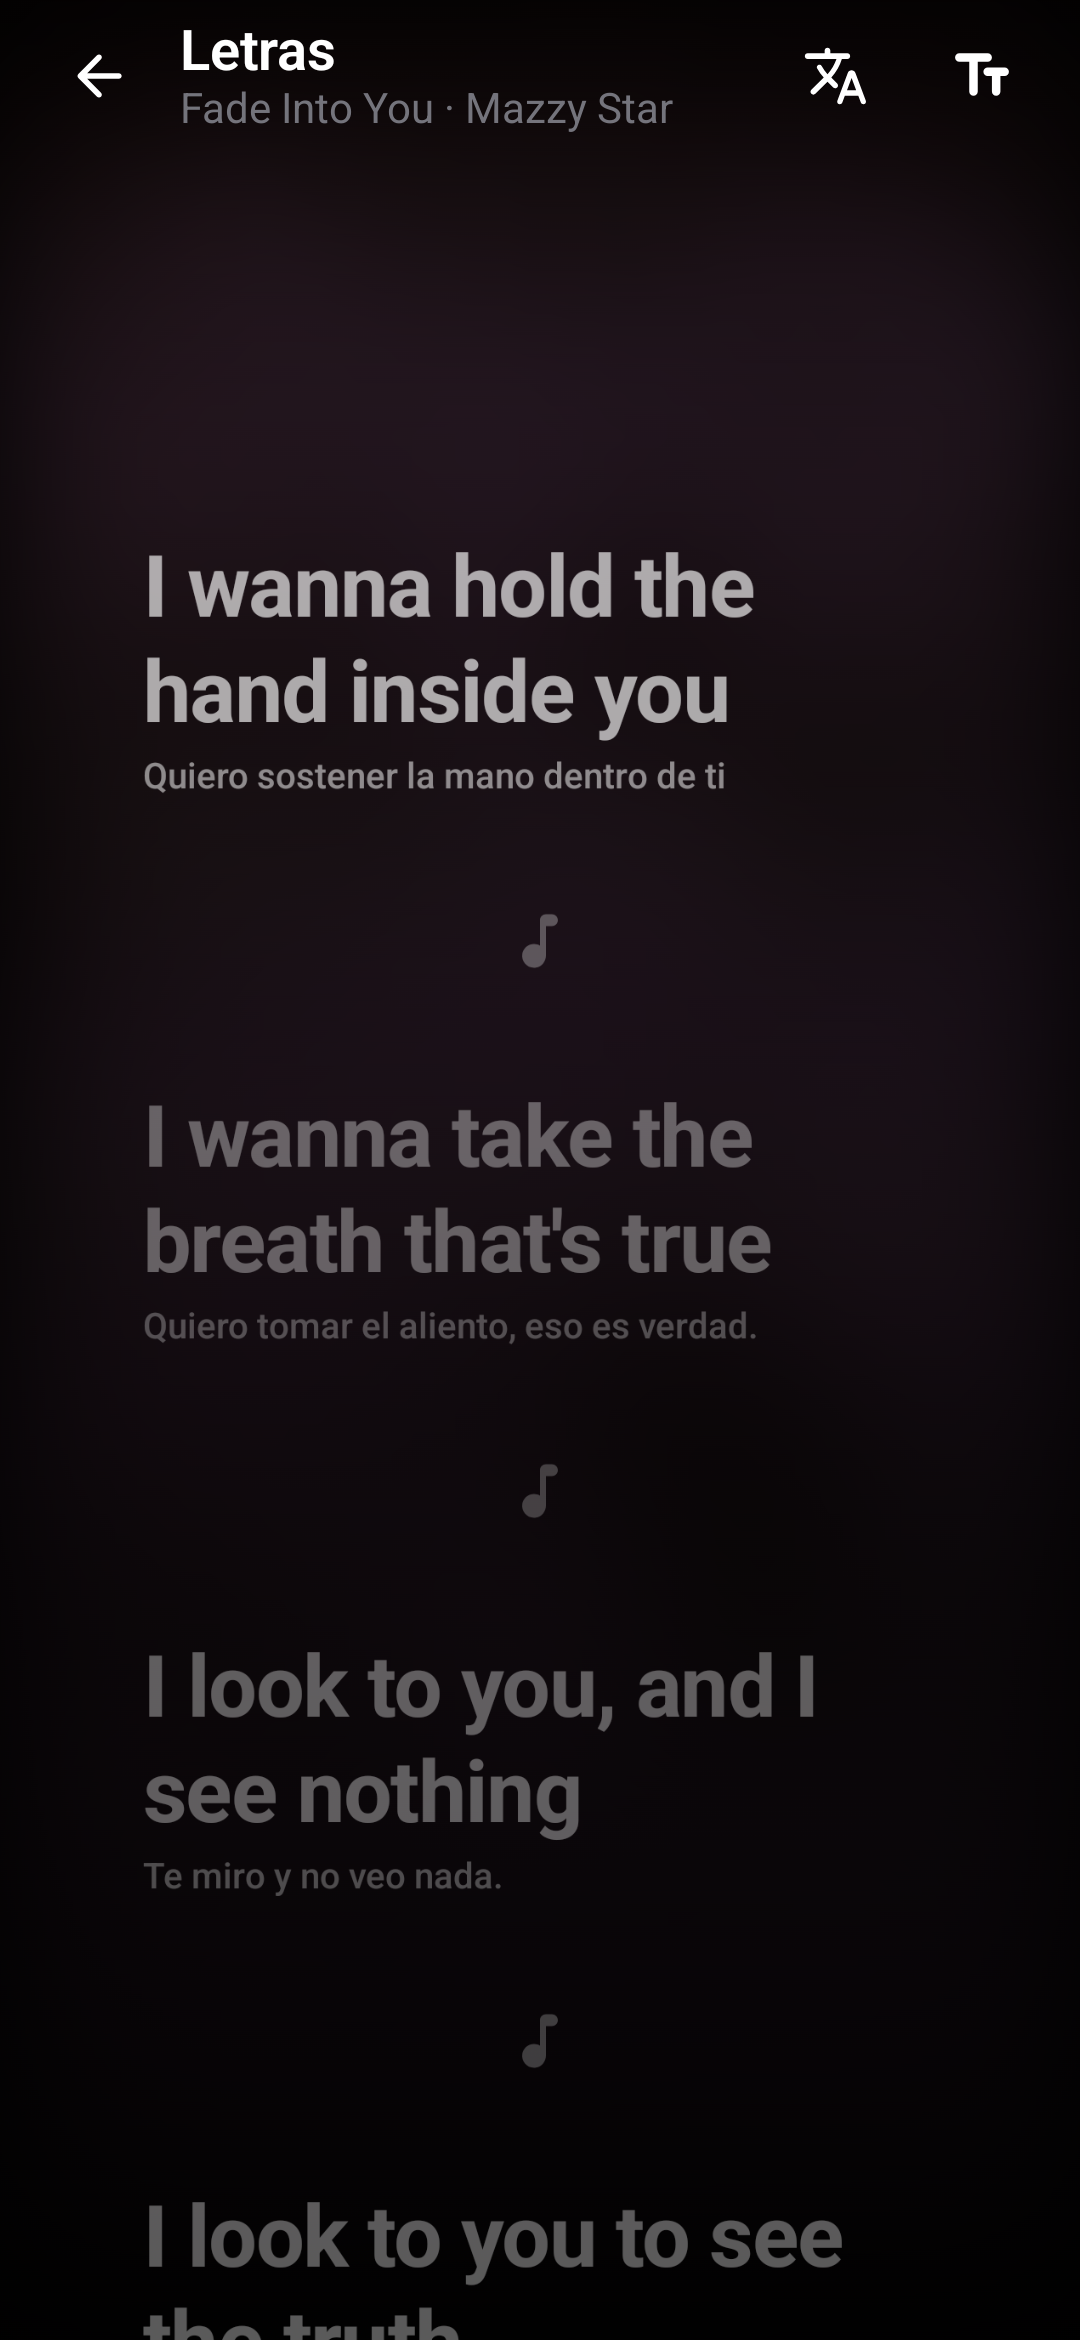 Letras
Fade Into You · Mazzy Star
I wanna hold the
hand inside you
Quiero sostener la mano dentro de ti
I wanna take the
breath that's true
Quiero tomar el aliento, eso es verdad.
I look to you, and I
see nothing
Te miro y no veo nada.
I look to you to see
the truth